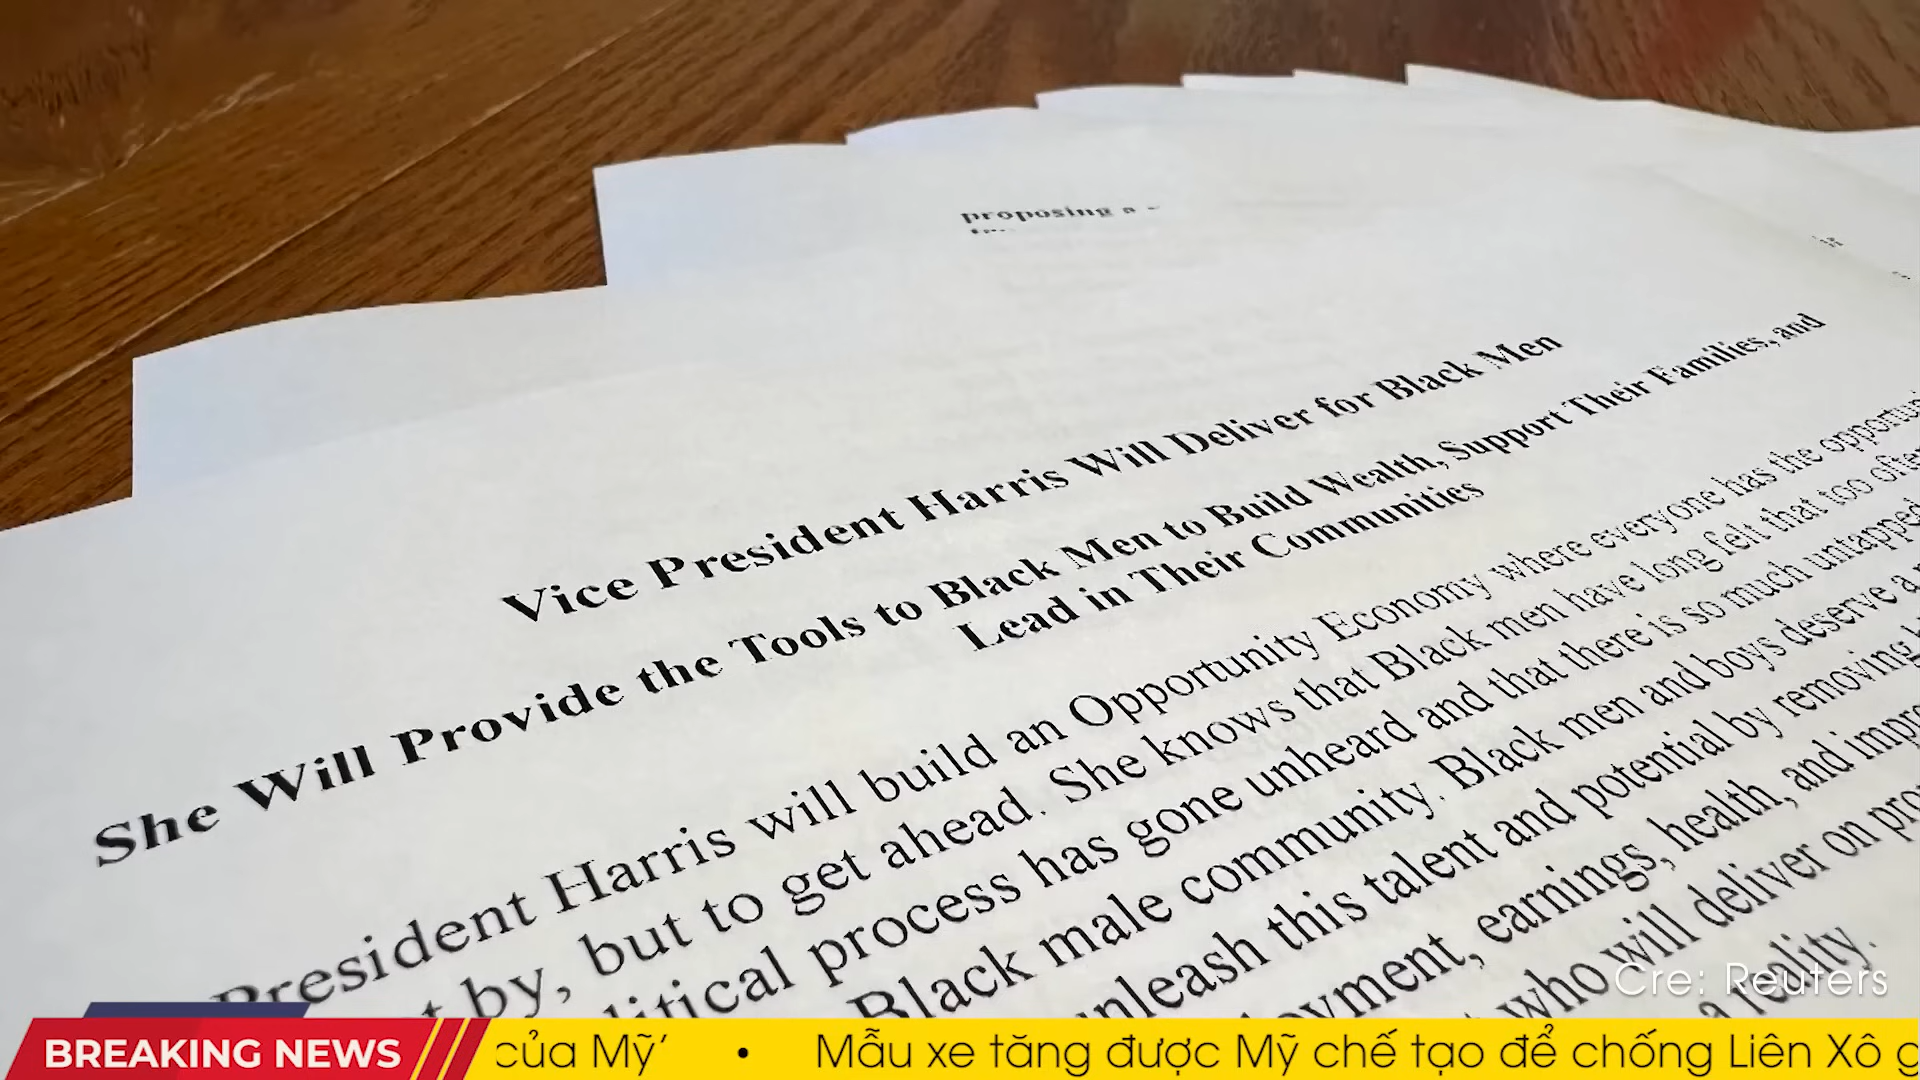 proposing a
Vice President Harris Will Deliver for Black Men
She Will Provide the Tools to Black Men to Build Wealth, Support Their Families, and
Lead in Their Communities
President Harris will build an Opportunity Economy where everyone has the
by, but to get ahead. She knows that Black men have long felt that too often
process has gone unheard and that there is so much untapped
Black male community. Black men and boys deserve a
unleash this talent and potential by removing
earnings, health, and
who will deliver on
a reality.
Cre: Reuters
BREAKING NEWS
của Mỹ’ • Mẫu xe tăng được Mỹ chế tạo để chống Liên Xô